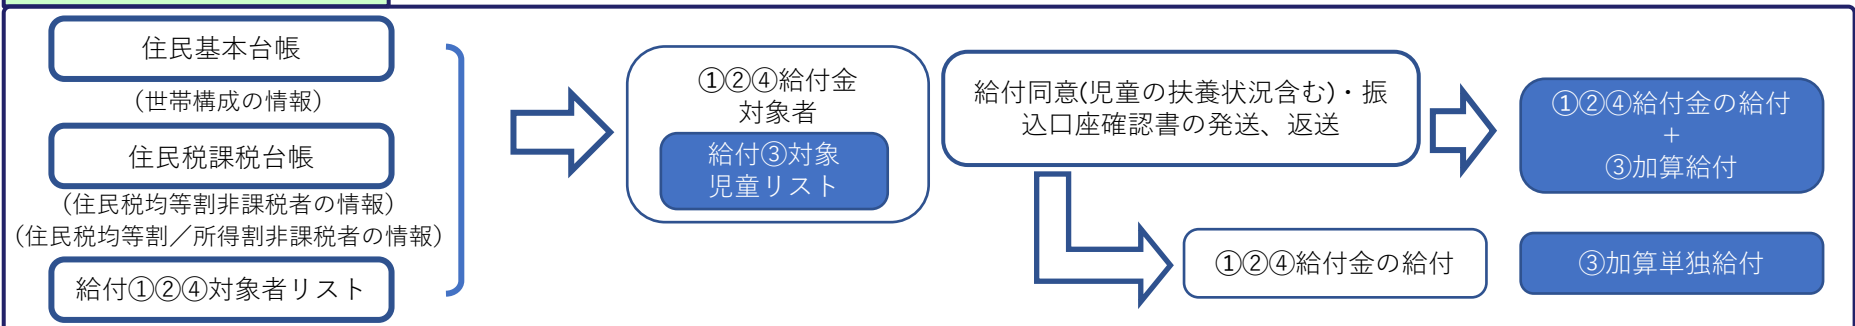 住民基本台帳
（世帯構成の情報）
住民税課税台帳
（住民税均等割非課税者の情報）
（住民税均等割／所得割非課税者の情報）
給付①②④対象者リスト
①②④給付金
対象者
給付③対象
児童リスト
給付同意(児童の扶養状況含む)・振
込口座確認書の発送、返送
①②④給付金の給付
+
③加算給付
①②④給付金の給付
③加算単独給付